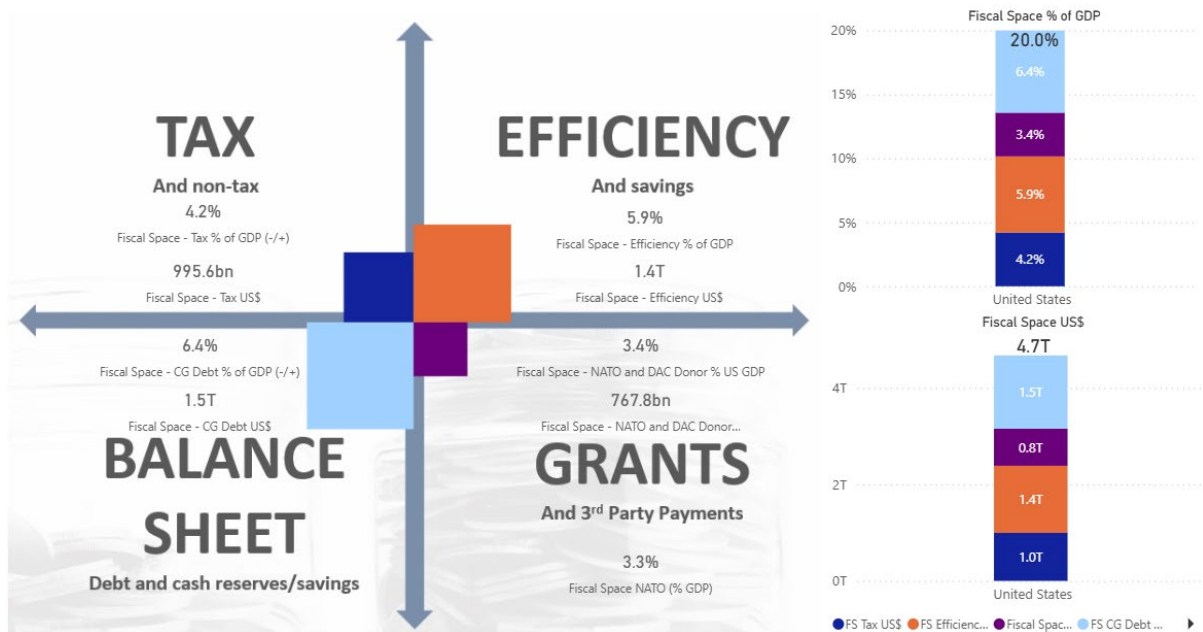 TAX
And non-tax
4.2%
Fiscal Space - Tax % of GDP (-/+)
995.6bn
Fiscal Space - Tax US$
EFFICIENCY
And savings
5.9%
Fiscal Space - Efficiency % of GDP
1.4T
Fiscal Space - Efficiency US$
6.4%
Fiscal Space - CG Debt % of GDP (-/+)
1.5T
Fiscal Space - CG Debt US$
BALANCE
SHEET
Debt and cash reserves/savings
3.4%
Fiscal Space - NATO and DAC Donor % US GDP
767.8bn
Fiscal Space - NATO and DAC Donor...
GRANTS
And 3rd Party Payments
3.3%
Fiscal Space NATO (% GDP)
Fiscal Space % of GDP
20%
20.0%
6.4%
15%
3.4%
10%
5.9%
5%
4.2%
0%
United States
Fiscal Space US$
4.7T
4T
1.5T
0.8T
2T
1.4T
1.0T
0T
United States
FS Tax US$ FS Efficienc... Fiscal Spac... FS CG Debt ...